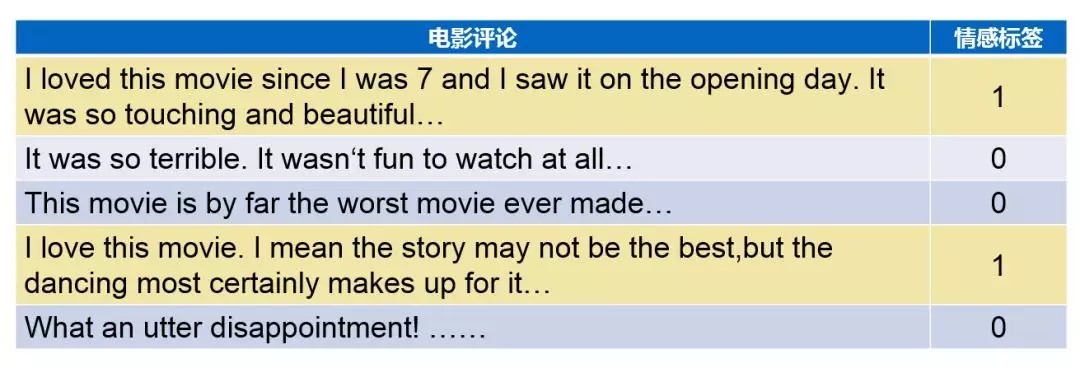 电影评论 情感标签
I loved this movie since I was 7 and I saw it on the opening day. It
was so touching and beautiful…
1
It was so terrible. It wasn‘t fun to watch at all… 0
This movie is by far the worst movie ever made… 0
I love this movie. I mean the story may not be the best,but the
dancing most certainly makes up for it…
1
What an utter disappointment! …… 0